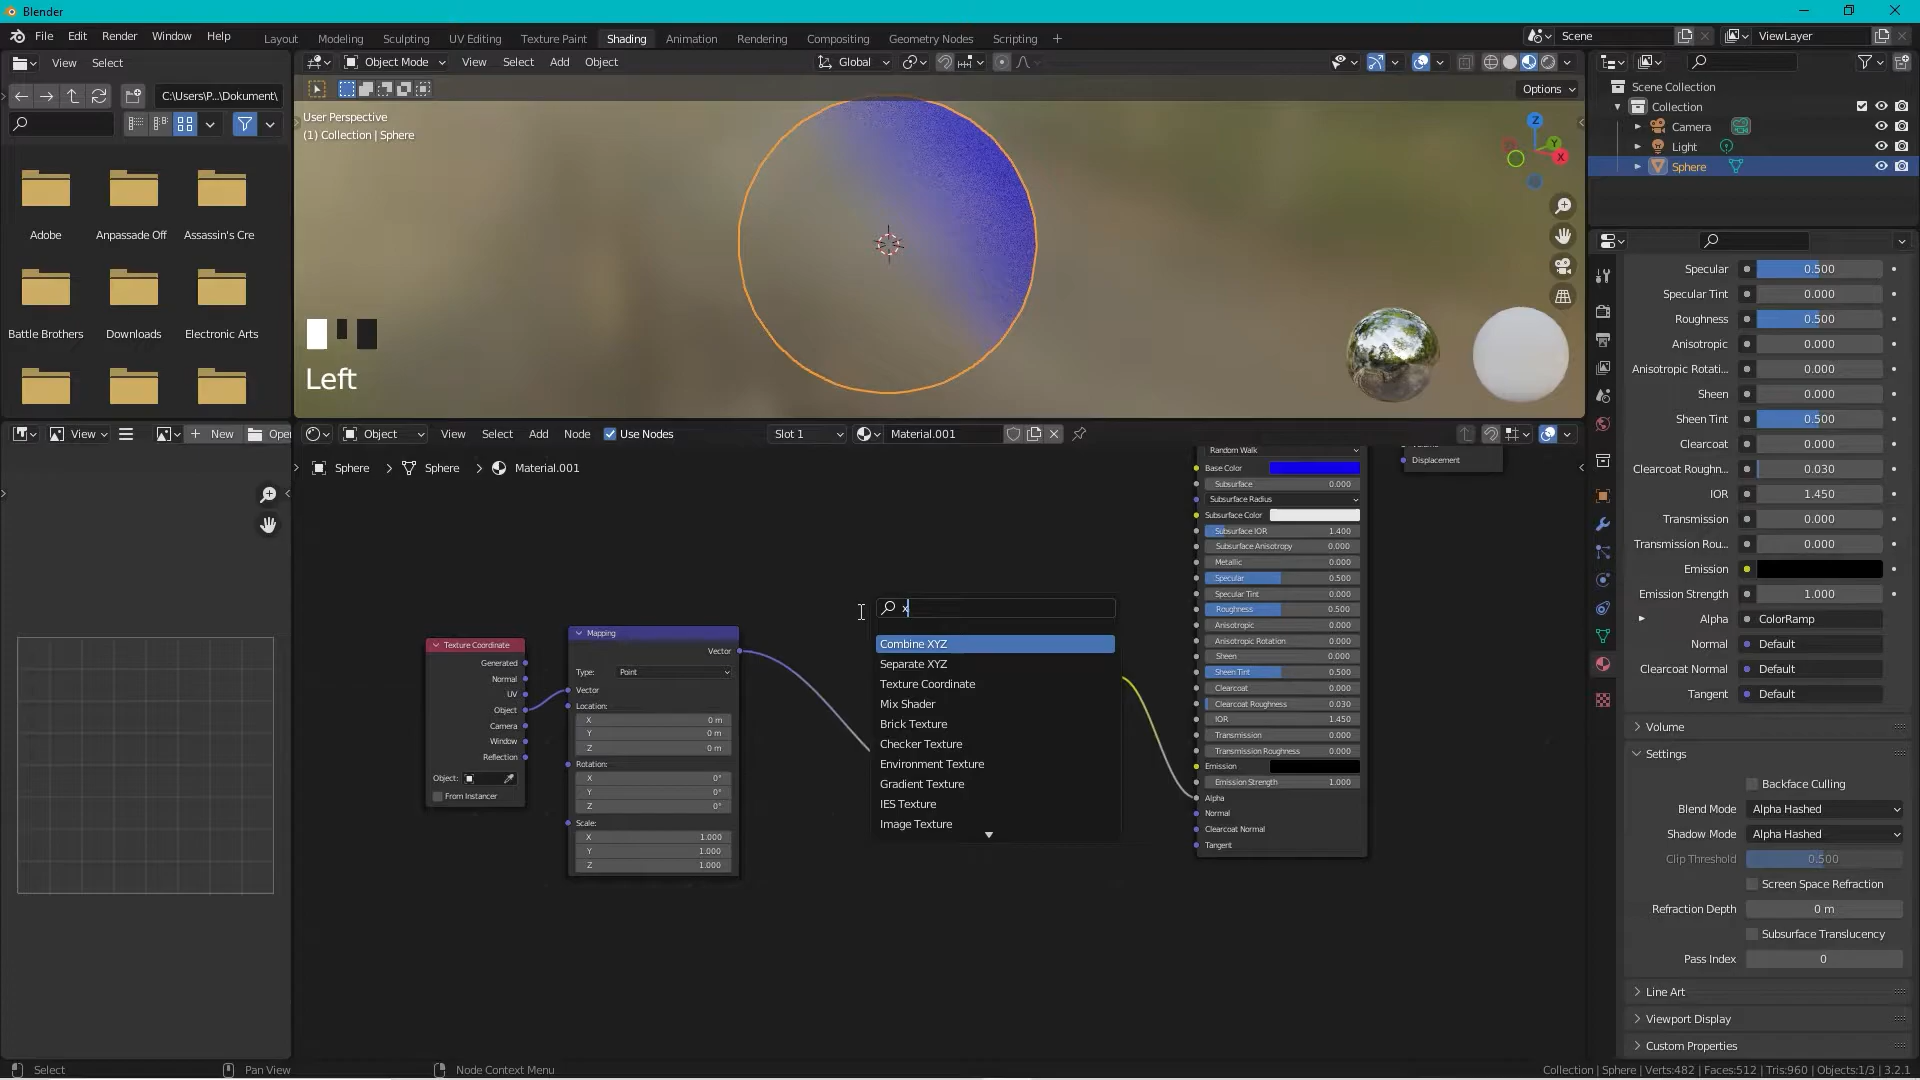 Blender
File Edit Render Window Help
Layout Modeling Sculpting UV Editing Texture Paint Shading Animation Rendering Compositing Geometry Nodes Scripting
Scene
ViewLayer
View Select
Object Mode View Select Add Object
Global
C:\Users\P...\Dokument\
Options
User Perspective
(1) Collection | Sphere
Z
Y
X
Adobe
Anpassade Off
Assassin's Cre
Battle Brothers
Downloads
Electronic Arts
Left
Scene Collection
Collection
Camera
Light
Sphere
Specular 0.500
Specular Tint 0.000
Roughness 0.500
Anisotropic 0.000
Anisotropic Rotati... 0.000
Sheen 0.000
Sheen Tint 0.500
Clearcoat 0.000
Clearcoat Roughn... 0.030
IOR 1.450
Transmission 0.000
Transmission Rou... 0.000
Emission
Emission Strength 1.000
Alpha ColorRamp
Normal Default
Clearcoat Normal Default
Tangent Default
Volume
Settings
Backface Culling
Blend Mode Alpha Hashed
Shadow Mode Alpha Hashed
Clip Threshold 0.500
Screen Space Refraction
Refraction Depth 0 m
Subsurface Translucency
Pass Index 0
Line Art
Viewport Display
Custom Properties
View
New
Open
Object View Select Add Node Use Nodes
Slot 1
Material.001
Sphere Sphere Material.001
Texture Coordinate
Generated
Normal
UV
Object
Camera
Window
Reflection
Object:
From Instancer
Mapping
Vector
Type: Point
Vector
Location:
X 0 m
Y 0 m
Z 0 m
Rotation:
X 0°
Y 0°
Z 0°
Scale:
X 1.000
Y 1.000
Z 1.000
x
Combine XYZ
Separate XYZ
Texture Coordinate
Mix Shader
Brick Texture
Checker Texture
Environment Texture
Gradient Texture
IES Texture
Image Texture
Random Walk
Base Color
Subsurface 0.000
Subsurface Radius
Subsurface Color
Subsurface IOR 1.400
Subsurface Anisotropy 0.000
Metallic 0.000
Specular 0.500
Specular Tint 0.000
Roughness 0.500
Anisotropic 0.000
Anisotropic Rotation 0.000
Sheen 0.000
Sheen Tint 0.500
Clearcoat 0.000
Clearcoat Roughness 0.030
IOR 1.450
Transmission 0.000
Transmission Roughness 0.000
Emission
Emission Strength 1.000
Alpha
Normal
Clearcoat Normal
Tangent
Displacement
Select
Pan View
Node Context Menu
Collection | Sphere | Verts:482 | Faces:512 | Tris:960 | Objects:1/3 | 3.2.1